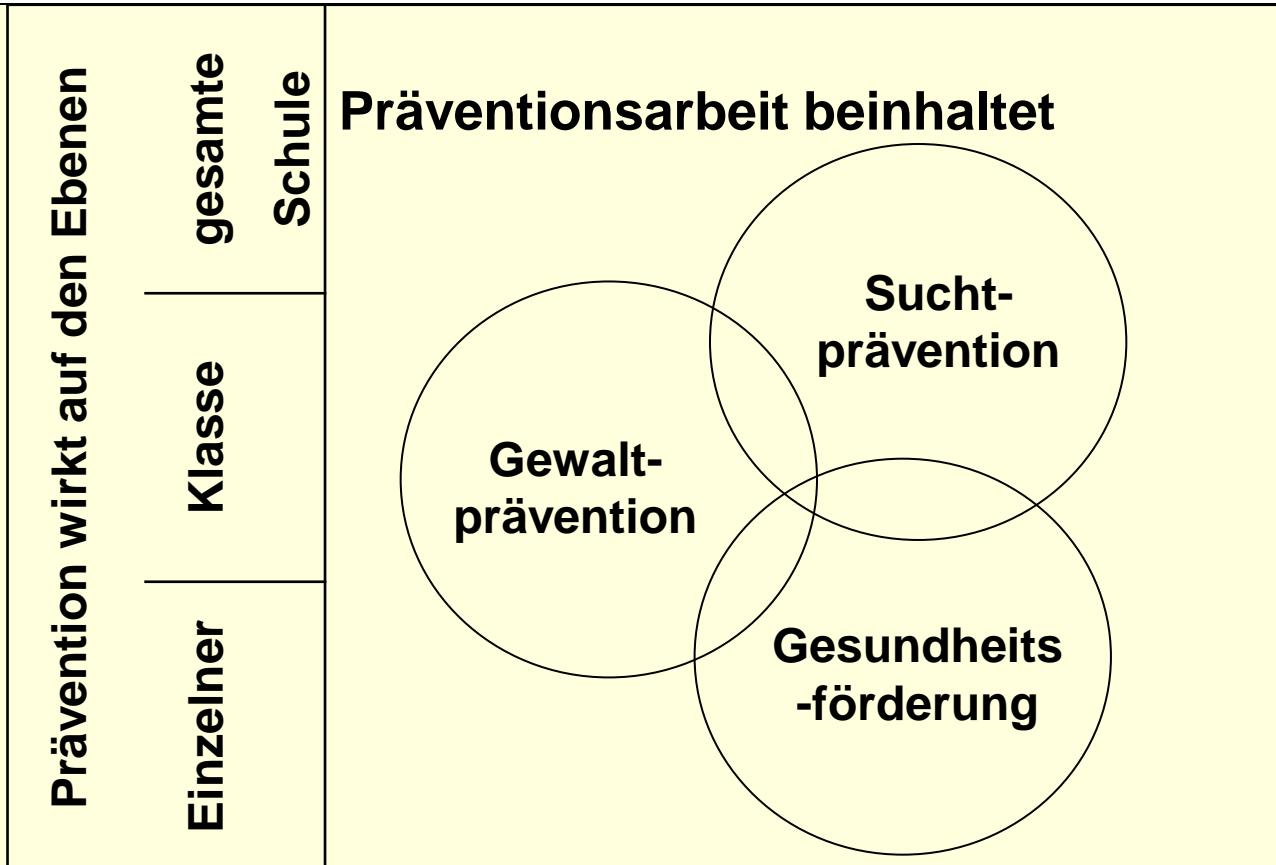 Prävention wirkt auf den Ebenen
gesamte
Schule
Klasse
Einzelner
Präventionsarbeit beinhaltet
Sucht-
prävention
Gewalt-
prävention
Gesundheits
-förderung